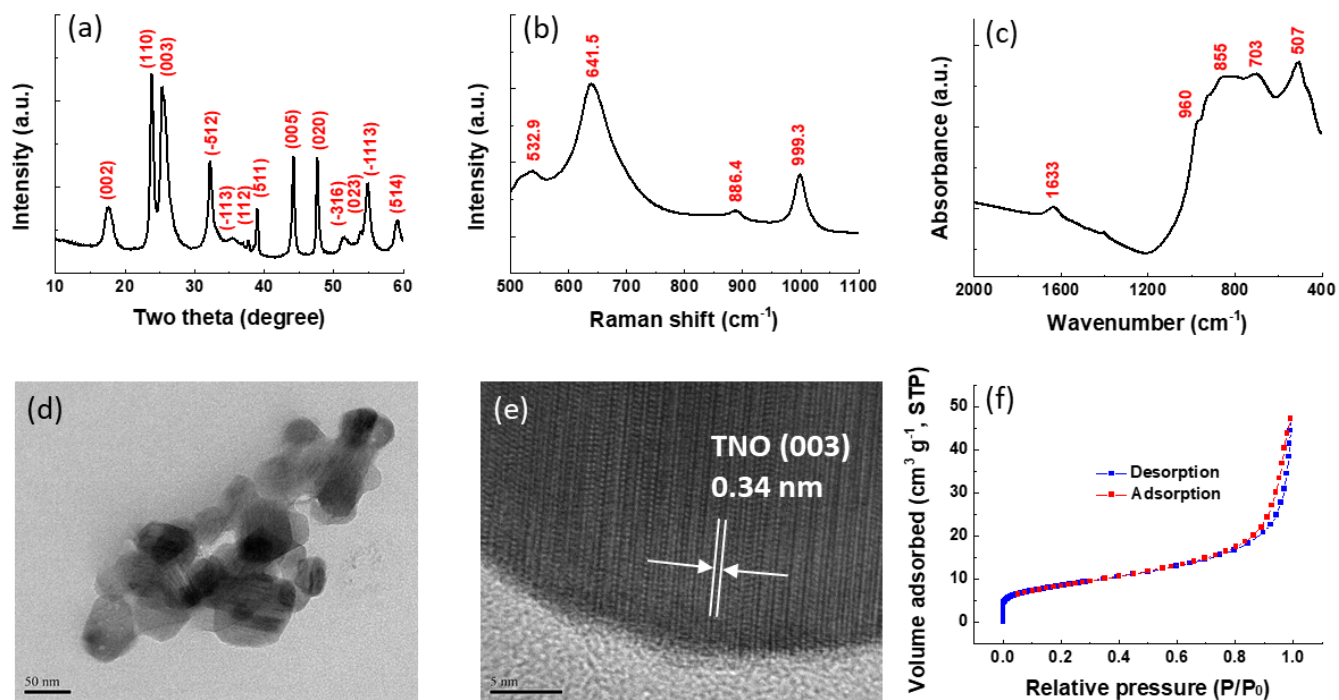 (a)
Intensity (a.u.)
(002)
(110)
(003)
(-512)
(-113)
(112)
(511)
(005)
(020)
(-316)
(023)
(-1113)
(514)
10 20 30 40 50 60
Two theta (degree)
(b)
Intensity (a.u.)
532.9
641.5
886.4
999.3
500 600 700 800 900 1000 1100
Raman shift (cm⁻¹)
(c)
Absorbance (a.u.)
1633
960
855
703
507
2000 1600 1200 800 400
Wavenumber (cm⁻¹)
(d)
50 nm
(e)
TNO (003)
0.34 nm
5 nm
(f)
Volume adsorbed (cm³ g⁻¹, STP)
50
40
30
20
10
0
Desorption
Adsorption
0.0 0.2 0.4 0.6 0.8 1.0
Relative pressure (P/P₀)